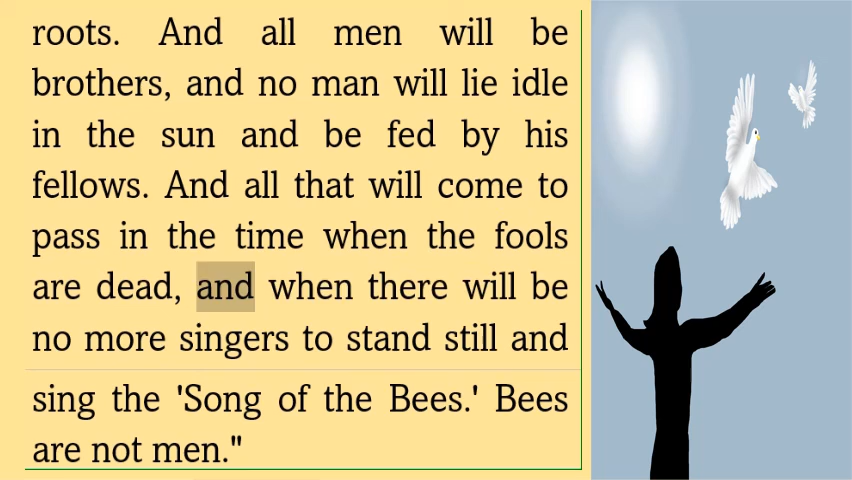 roots. And all men will be
brothers, and no man will lie idle
in the sun and be fed by his
fellows. And all that will come to
pass in the time when the fools
are dead, and when there will be
no more singers to stand still and
sing the 'Song of the Bees.' Bees
are not men."